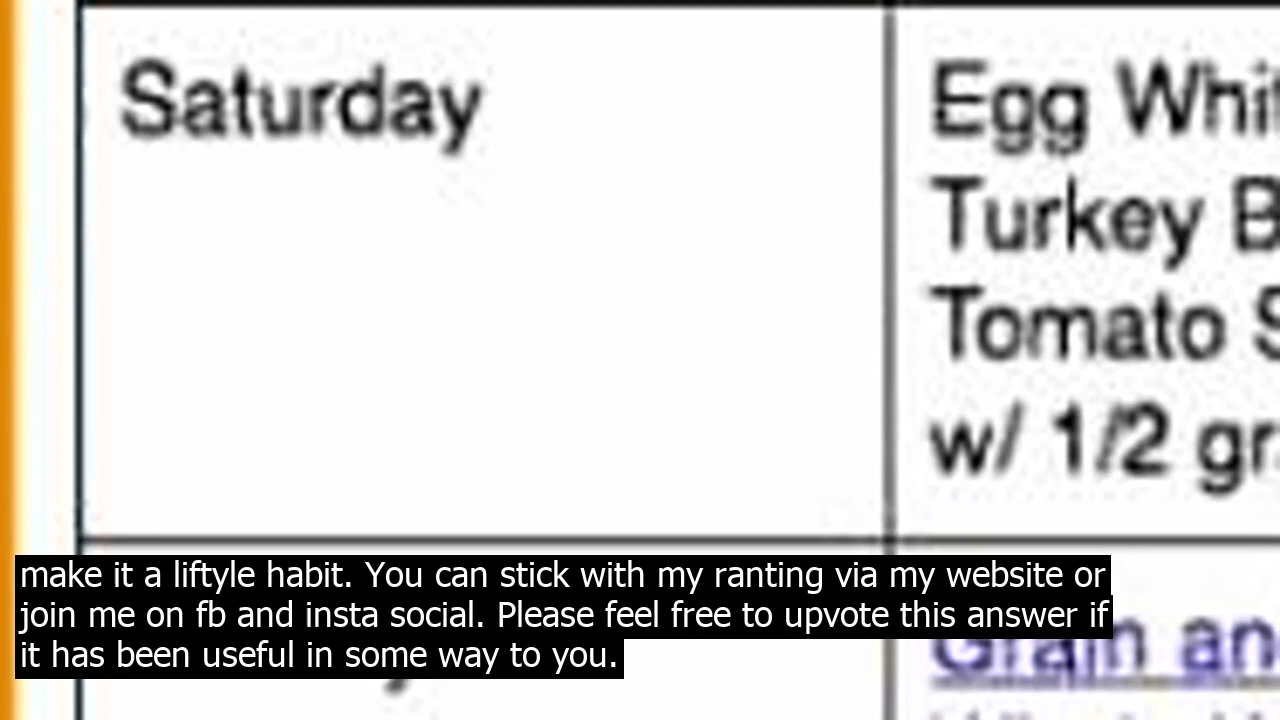 Saturday
Egg
Turkey
Tomato
w/ 1/2
make it a liftyle habit. You can stick with my ranting via my website or
join me on fb and insta social. Please feel free to upvote this answer if
it has been useful in some way to you.
Grain